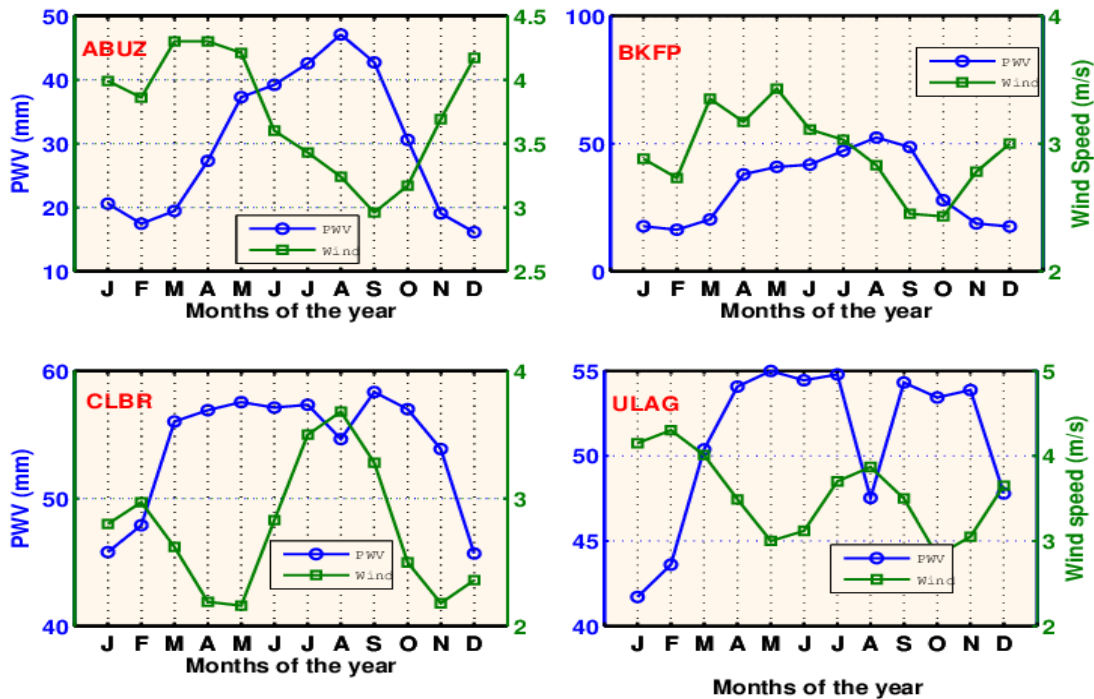 ABUZ
PWV (mm)
50
40
30
20
10
4.5
4
3.5
3
2.5
PWV
Wind
J F M A M J J A S O N D
Months of the year
BKFP
100
50
0
4
3
2
Wind Speed (m/s)
PWV
Wind
J F M A M J J A S O N D
Months of the year
CLBR
PWV (mm)
60
50
40
4
3
2
PWV
Wind
J F M A M J J A S O N D
Months of the year
ULAG
55
50
45
40
5
4
3
2
Wind speed (m/s)
PWV
Wind
J F M A M J J A S O N D
Months of the year